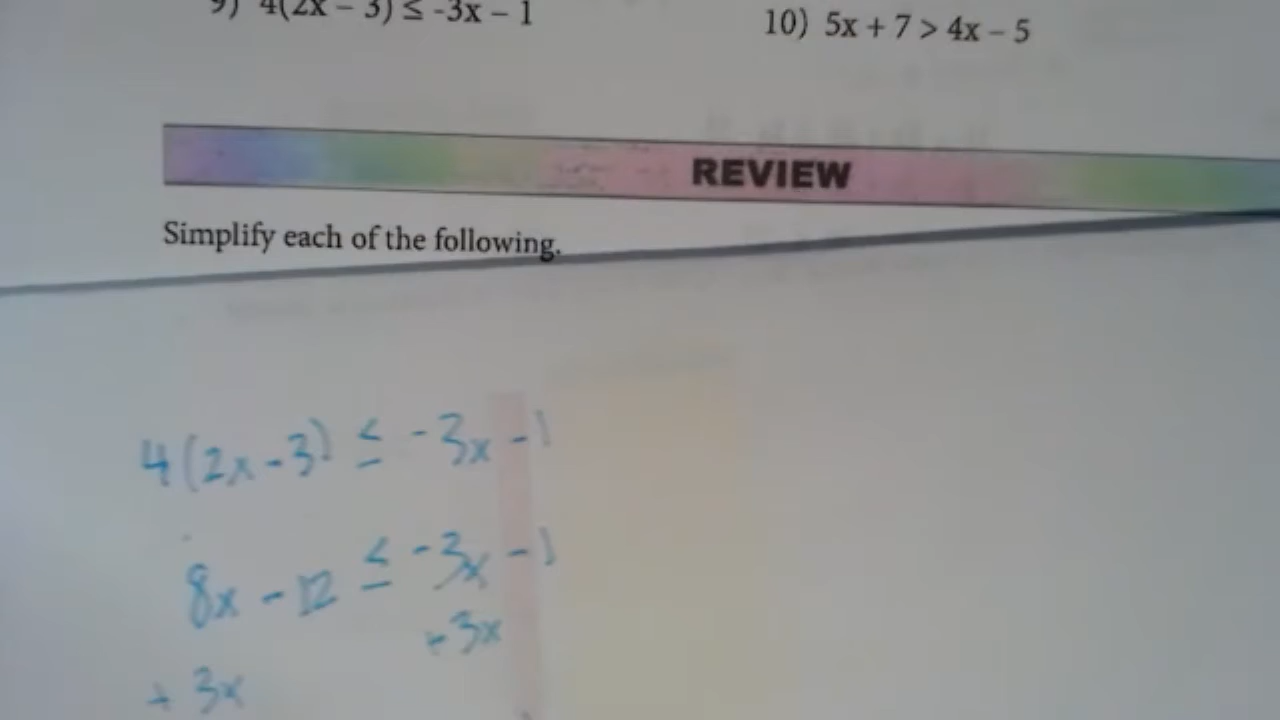 9) 4(2x – 3) ≤ -3x – 1
10) 5x + 7 > 4x – 5
REVIEW
Simplify each of the following.
4(2x - 3) ≤ -3x - 1
8x - 12 ≤ -3x - 1
+3x
+ 3x